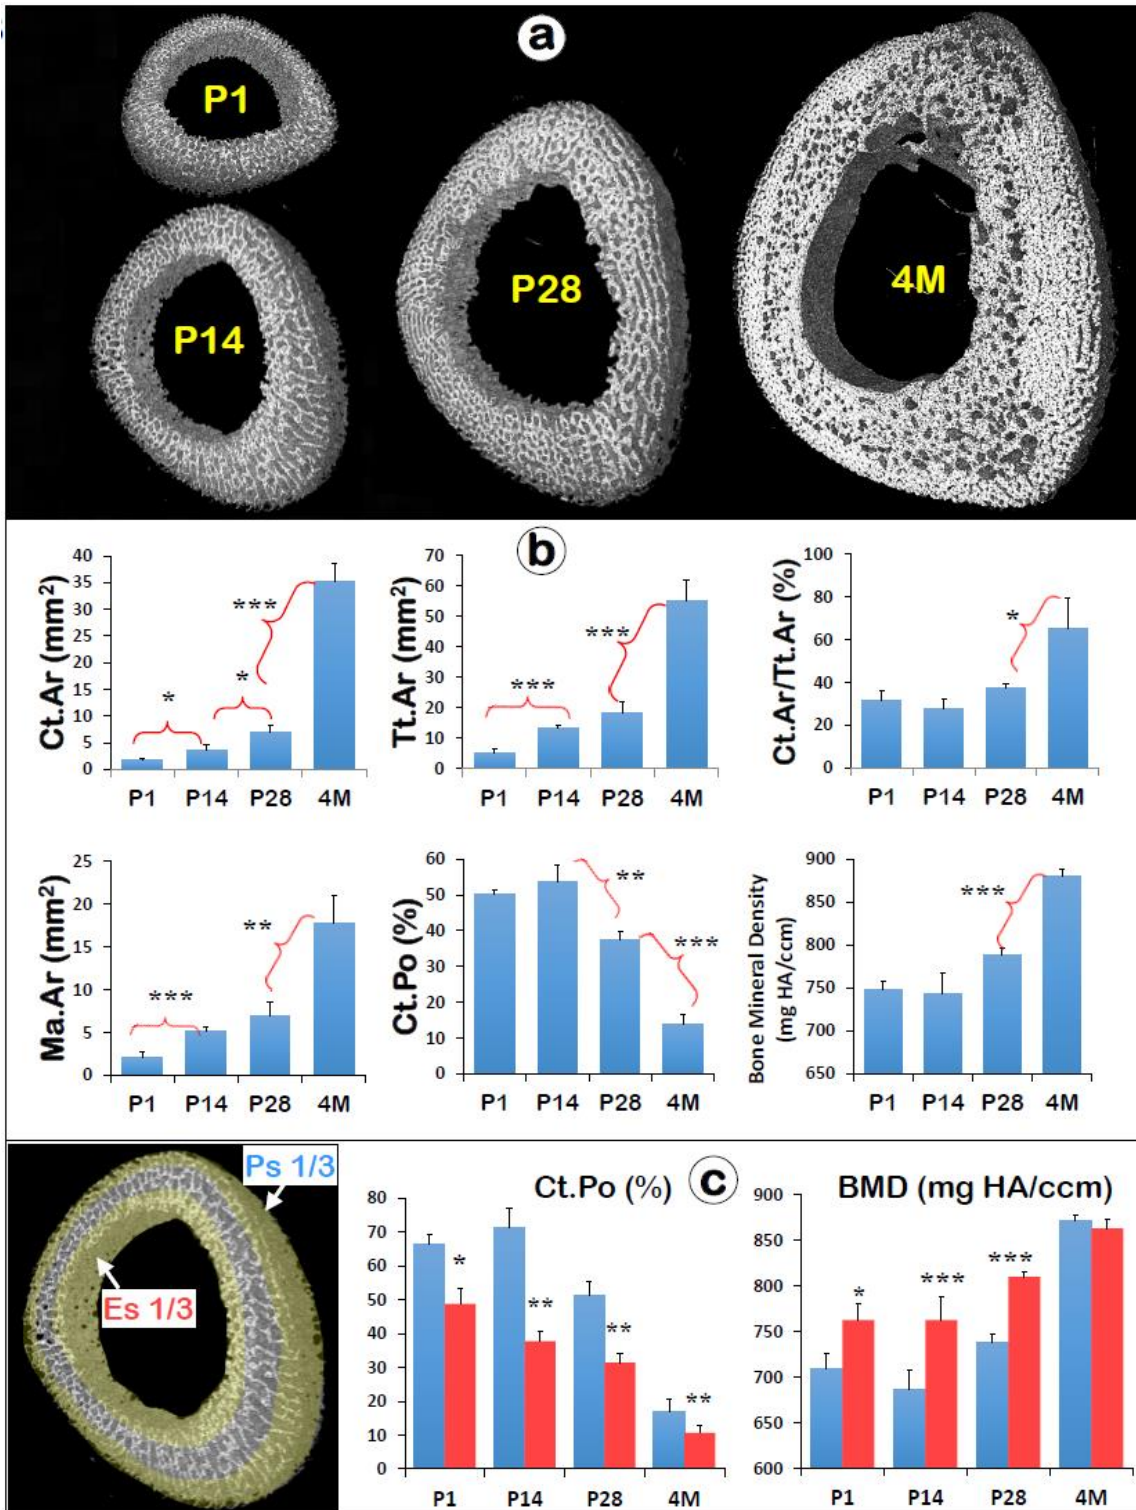 a
P1
P14
P28
4M
b
Ct.Ar (mm²)
40
35
30
25
20
15
10
5
0
***
*
*
P1 P14 P28 4M
Tt.Ar (mm²)
70
60
50
40
30
20
10
0
***
***
P1 P14 P28 4M
Ct.Ar/Tt.Ar (%)
100
80
60
40
20
0
*
P1 P14 P28 4M
Ma.Ar (mm²)
25
20
15
10
5
0
***
**
P1 P14 P28 4M
Ct.Po (%)
60
50
40
30
20
10
0
**
***
P1 P14 P28 4M
Bone Mineral Density
(mg HA/ccm)
900
850
800
750
700
650
***
P1 P14 P28 4M
Ps 1/3
Es 1/3
c
Ct.Po (%)
80
70
60
50
40
30
20
10
0
*
**
**
**
P1 P14 P28 4M
BMD (mg HA/ccm)
900
850
800
750
700
650
600
*
***
***
P1 P14 P28 4M